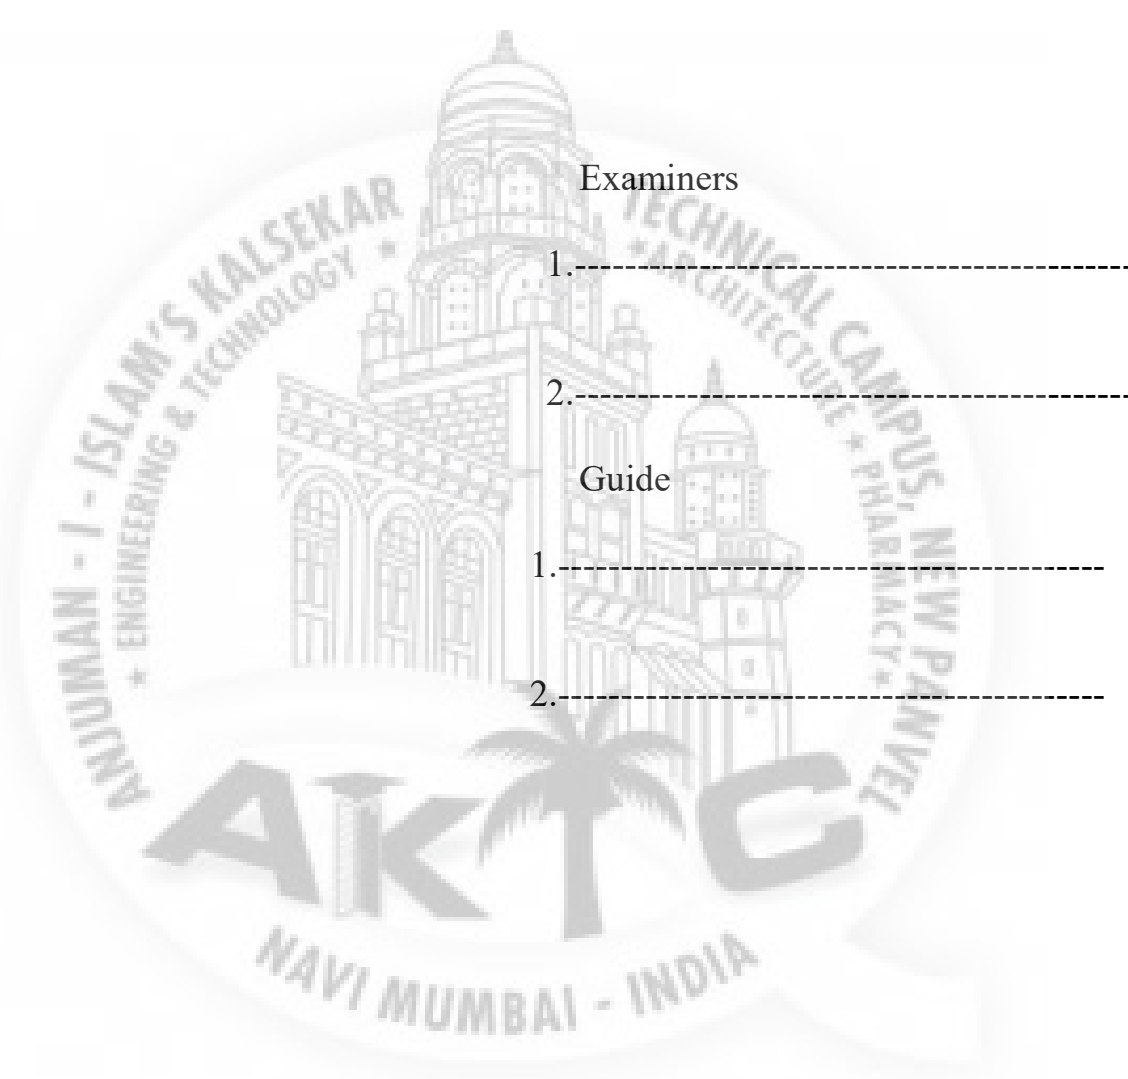 Examiners
1.----------------------------------------------
2.----------------------------------------------
Guide
1.---------------------------------------------
2.---------------------------------------------
ANJUMAN - I - ISLAM'S KALSEKAR TECHNICAL CAMPUS, NEW PANVEL
★ ENGINEERING & TECHNOLOGY ★ ★ ARCHITECTURE ★ PHARMACY ★
AKTC
NAVI MUMBAI - INDIA